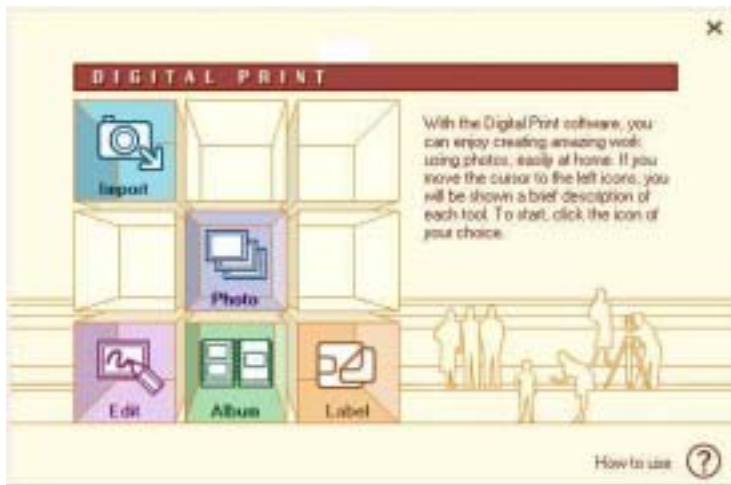 DIGITAL PRINT
With the Digital Print software, you
can enjoy creating amazing work
using photos, easily at home. If you
move the cursor to the left icons, you
will be shown a brief description of
each tool. To start, click the icon of
your choice.
Import
Photo
Edit Album Label
How to use ?